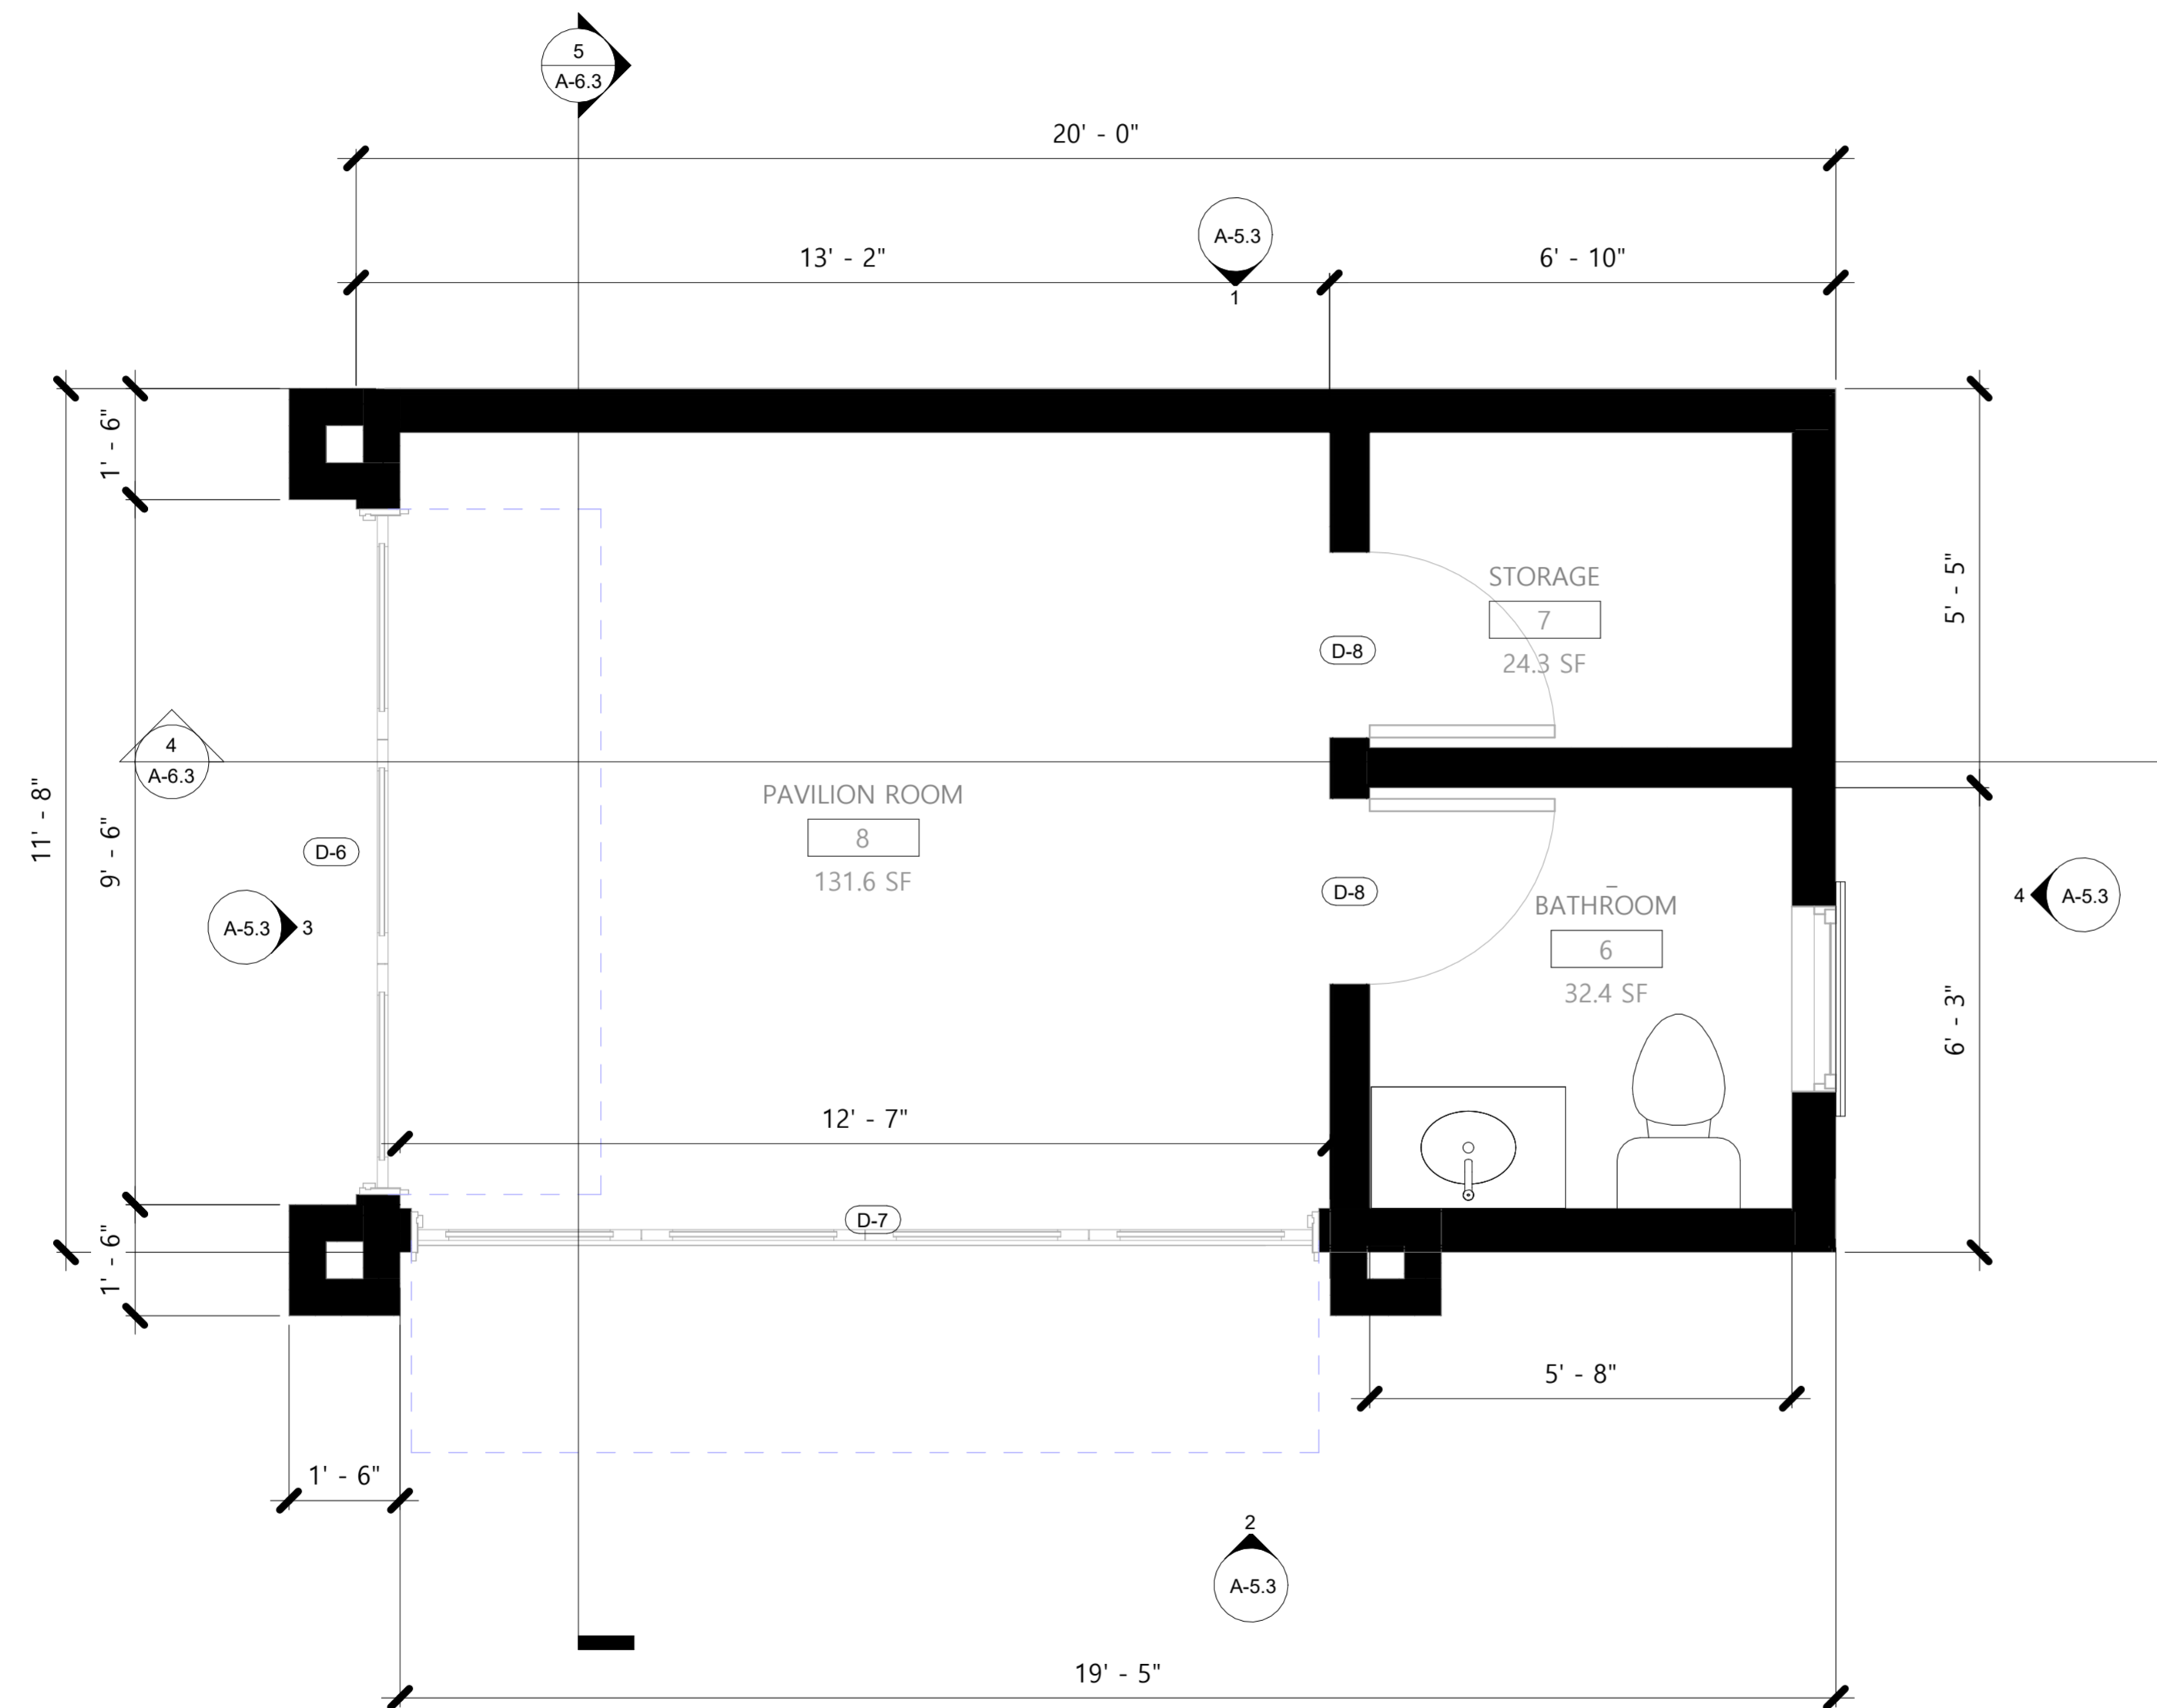 5
A-6.3
20' - 0"
A-5.3
1
13' - 2"
6' - 10"
1' - 6"
STORAGE
7
24.3 SF
5' - 5"
D-8
4
A-6.3
11' - 8"
9' - 6"
D-6
PAVILION ROOM
8
131.6 SF
A-5.3
3
D-8
BATHROOM
6
32.4 SF
4
A-5.3
6' - 3"
12' - 7"
D-7
1' - 6"
5' - 8"
1' - 6"
2
A-5.3
19' - 5"